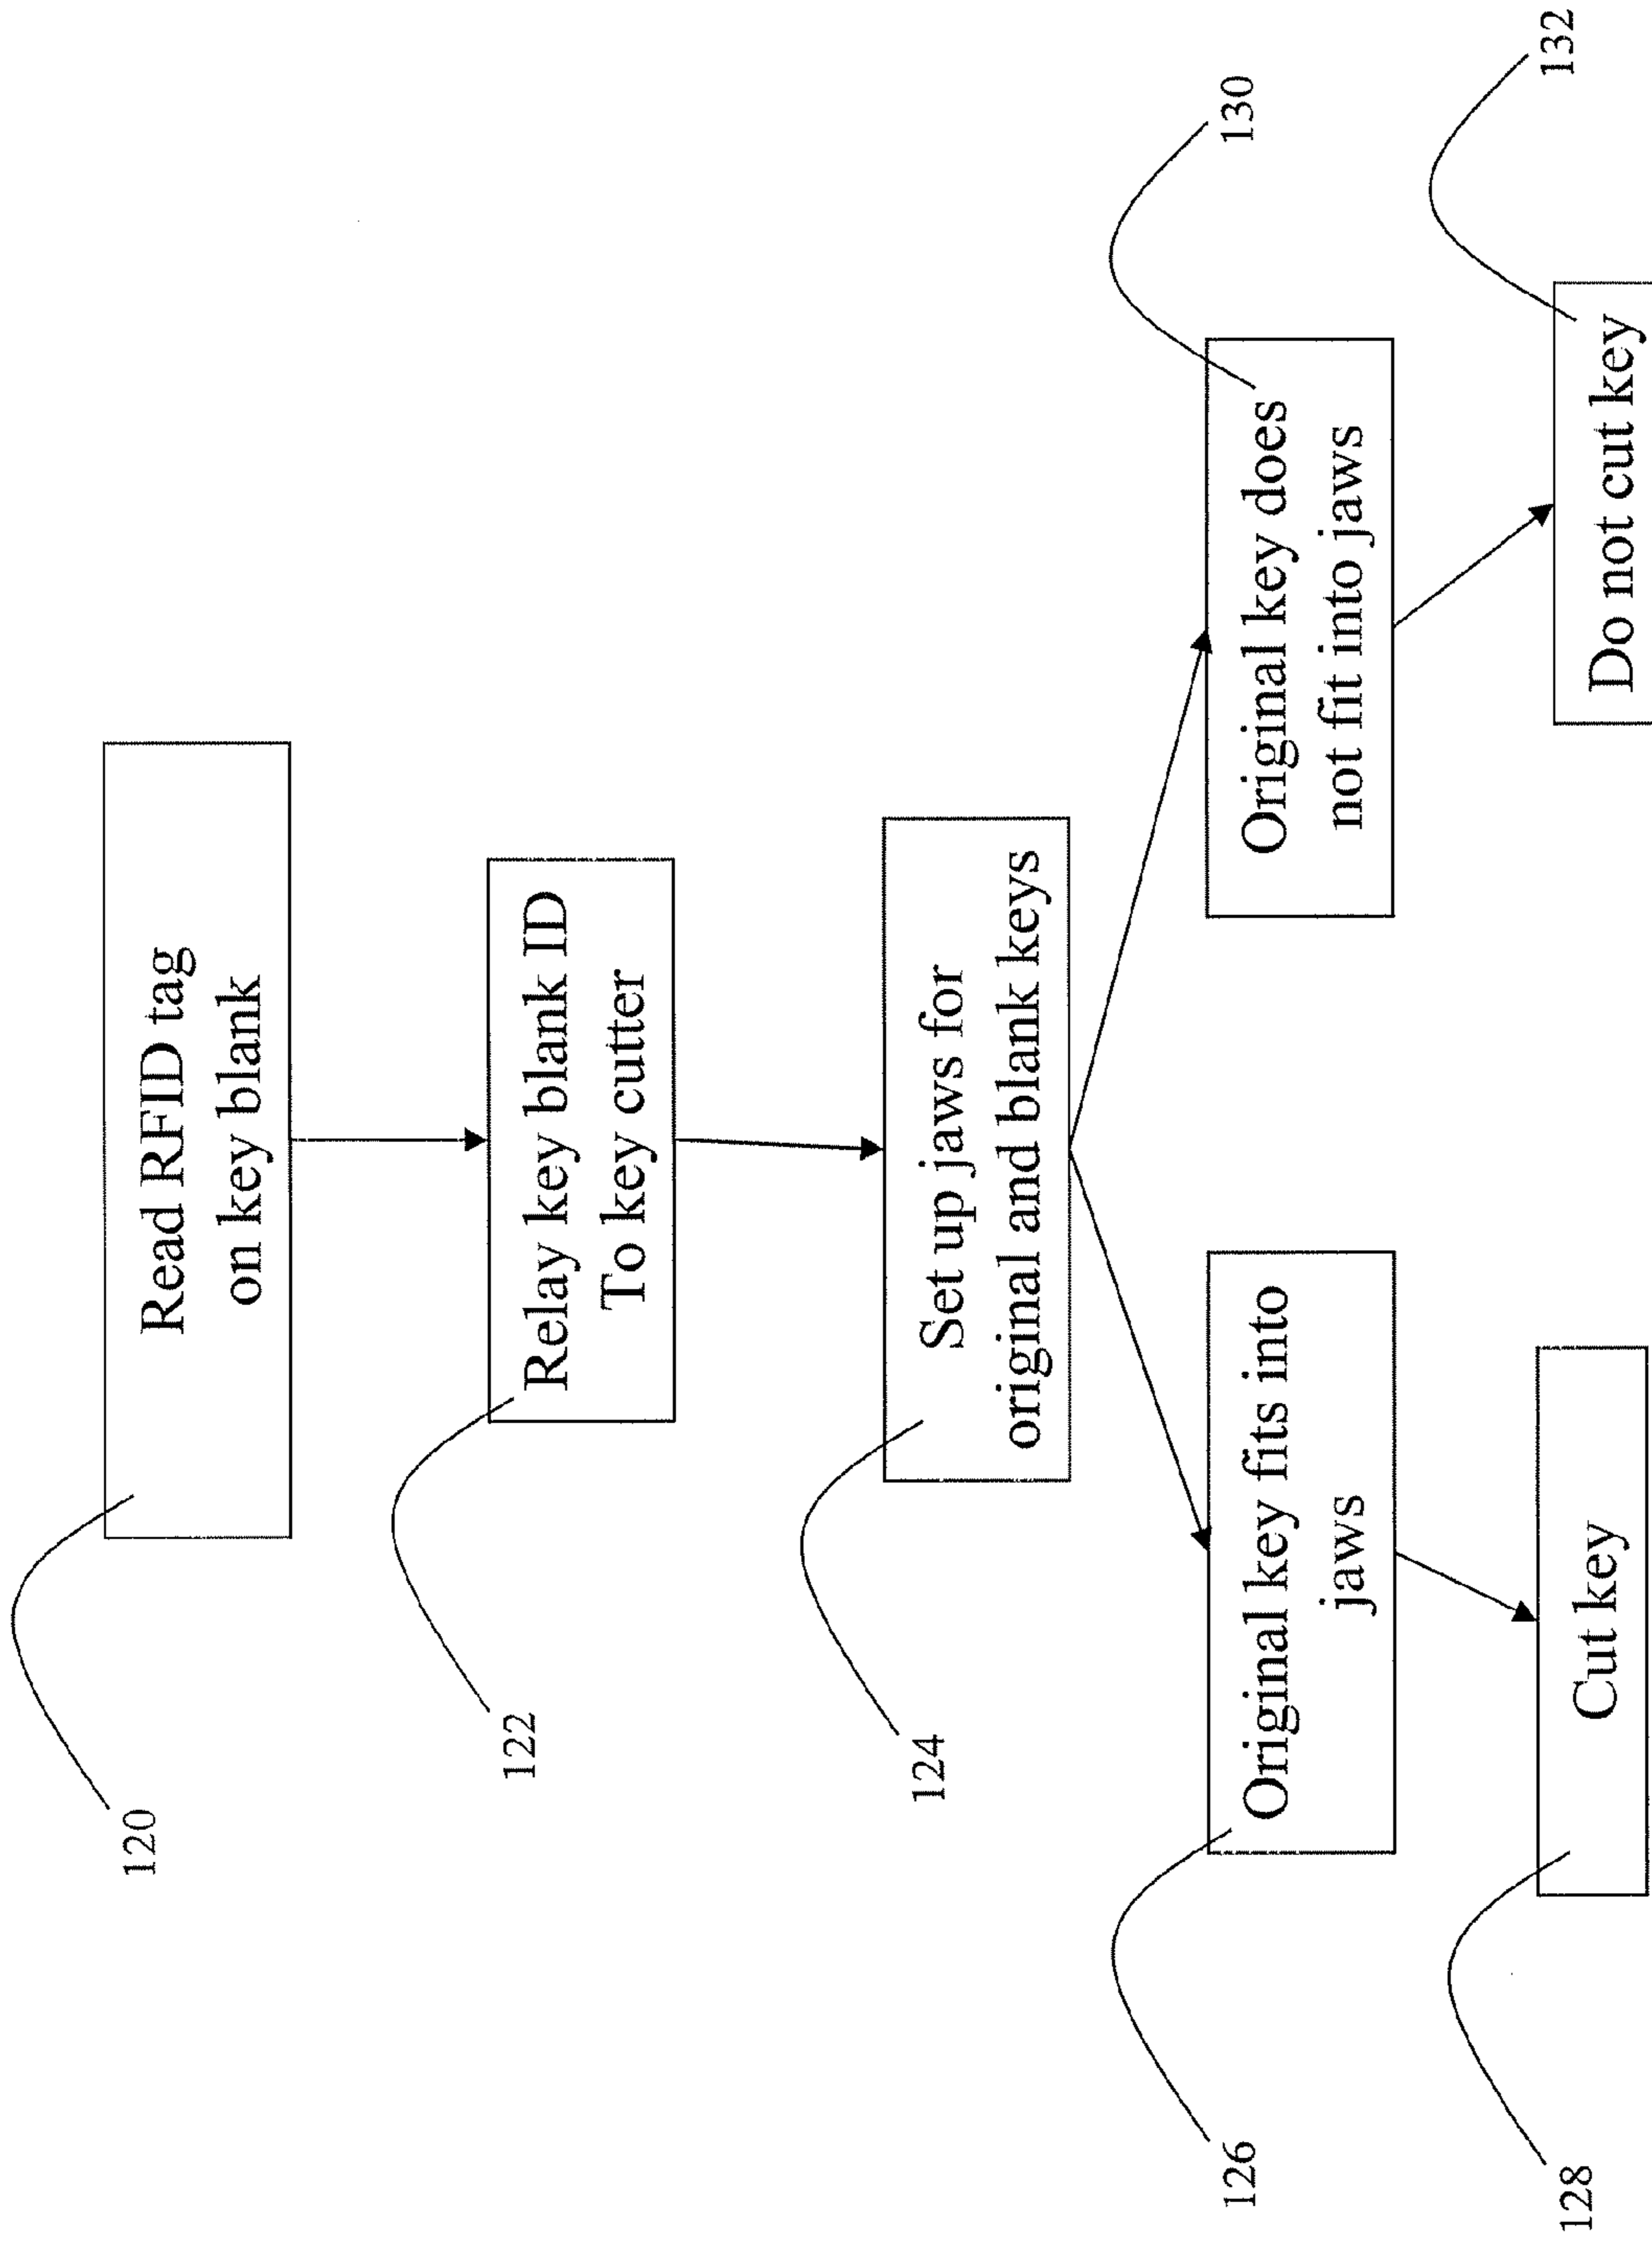 120
Read RFID tag
on key blank
122
Relay key blank ID
To key cutter
124
Set up jaws for
original and blank keys
126
Original key fits into
jaws
130
Original key does
not fit into jaws
128
Cut key
132
Do not cut key